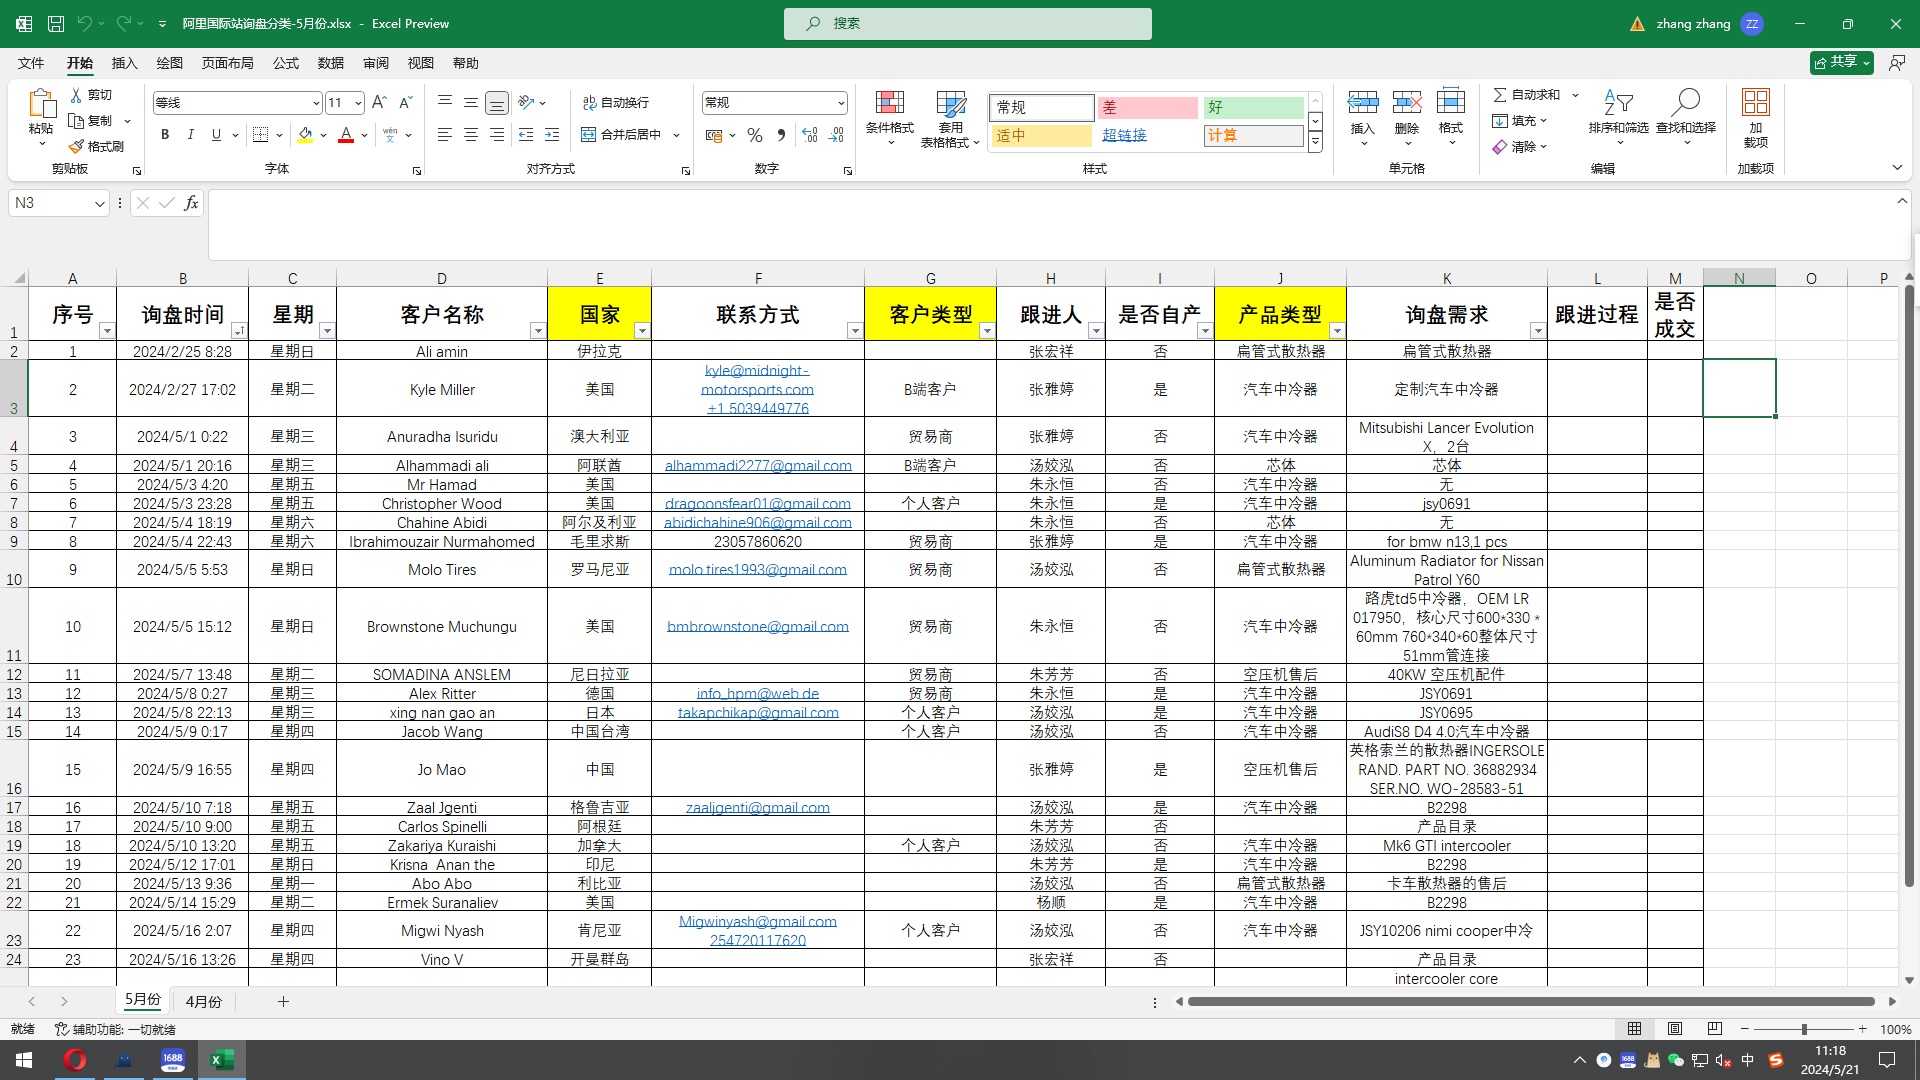 阿里国际站询盘分类-5月份.xlsx - Excel Preview
搜索
zhang zhang ZZ
文件 开始 插入 绘图 页面布局 公式 数据 审阅 视图 帮助
共享
粘贴 剪切 复制 格式刷 剪贴板
等线 11 B I U A 字体
自动换行 合并后居中 对齐方式
常规 数字
条件格式 套用表格格式 常规 差 好 适中 超链接 计算 样式
插入 删除 格式 单元格
自动求和 填充 清除 排序和筛选 查找和选择 编辑
加载项 加载项
N3 fx
A B C D E F G H I J K L M N O P
1 序号 询盘时间 星期 客户名称 国家 联系方式 客户类型 跟进人 是否自产 产品类型 询盘需求 跟进过程 是否成交
2 1 2024/2/25 8:28 星期日 Ali amin 伊拉克 张宏祥 否 扁管式散热器 扁管式散热器
3 2 2024/2/27 17:02 星期二 Kyle Miller 美国 kyle@midnight-motorsports.com +1 5039449776 B端客户 张雅婷 是 汽车中冷器 定制汽车中冷器
4 3 2024/5/1 0:22 星期三 Anuradha Isuridu 澳大利亚 贸易商 张雅婷 否 汽车中冷器 Mitsubishi Lancer Evolution X，2台
5 4 2024/5/1 20:16 星期三 Alhammadi ali 阿联酋 alhammadi2277@gmail.com B端客户 汤姣泓 否 芯体 芯体
6 5 2024/5/3 4:20 星期五 Mr Hamad 美国 朱永恒 否 汽车中冷器 无
7 6 2024/5/3 23:28 星期五 Christopher Wood 美国 dragoonsfear01@gmail.com 个人客户 朱永恒 是 汽车中冷器 jsy0691
8 7 2024/5/4 18:19 星期六 Chahine Abidi 阿尔及利亚 abidichahine906@gmail.com 朱永恒 否 芯体 无
9 8 2024/5/4 22:43 星期六 Ibrahimouzair Nurmahomed 毛里求斯 23057860620 贸易商 张雅婷 是 汽车中冷器 for bmw n13,1 pcs
10 9 2024/5/5 5:53 星期日 Molo Tires 罗马尼亚 molo.tires1993@gmail.com 贸易商 汤姣泓 否 扁管式散热器 Aluminum Radiator for Nissan Patrol Y60
11 10 2024/5/5 15:12 星期日 Brownstone Muchungu 美国 bmbrownstone@gmail.com 贸易商 朱永恒 否 汽车中冷器 路虎td5中冷器，OEM LR 017950，核心尺寸600*330 * 60mm 760*340*60整体尺寸 51mm管连接
12 11 2024/5/7 13:48 星期二 SOMADINA ANSLEM 尼日拉亚 贸易商 朱芳芳 否 空压机售后 40KW 空压机配件
13 12 2024/5/8 0:27 星期三 Alex Ritter 德国 info_hpm@web.de 贸易商 朱永恒 是 汽车中冷器 JSY0691
14 13 2024/5/8 22:13 星期三 xing nan gao an 日本 takapchikap@gmail.com 个人客户 汤姣泓 是 汽车中冷器 JSY0695
15 14 2024/5/9 0:17 星期四 Jacob Wang 中国台湾 个人客户 汤姣泓 否 汽车中冷器 AudiS8 D4 4.0汽车中冷器
16 15 2024/5/9 16:55 星期四 Jo Mao 中国 张雅婷 是 空压机售后 英格索兰的散热器INGERSOLE RAND. PART NO. 36882934 SER.NO. WO-28583-51
17 16 2024/5/10 7:18 星期五 Zaal Jgenti 格鲁吉亚 zaaljgenti@gmail.com 汤姣泓 是 汽车中冷器 B2298
18 17 2024/5/10 9:00 星期五 Carlos Spinelli 阿根廷 朱芳芳 否 产品目录
19 18 2024/5/10 13:20 星期五 Zakariya Kuraishi 加拿大 个人客户 汤姣泓 否 汽车中冷器 Mk6 GTI intercooler
20 19 2024/5/12 17:01 星期日 Krisna Anan the 印尼 朱芳芳 是 汽车中冷器 B2298
21 20 2024/5/13 9:36 星期一 Abo Abo 利比亚 汤姣泓 否 扁管式散热器 卡车散热器的售后
22 21 2024/5/14 15:29 星期二 Ermek Suranaliev 美国 杨顺 是 汽车中冷器 B2298
23 22 2024/5/16 2:07 星期四 Migwi Nyash 肯尼亚 Migwinyash@gmail.com 254720117620 个人客户 汤姣泓 否 汽车中冷器 JSY10206 nimi cooper中冷
24 23 2024/5/16 13:26 星期四 Vino V 开曼群岛 张宏祥 否 产品目录
intercooler core
5月份 4月份
就绪 辅助功能: 一切就绪 100%
1688 中 11:18
2024/5/21